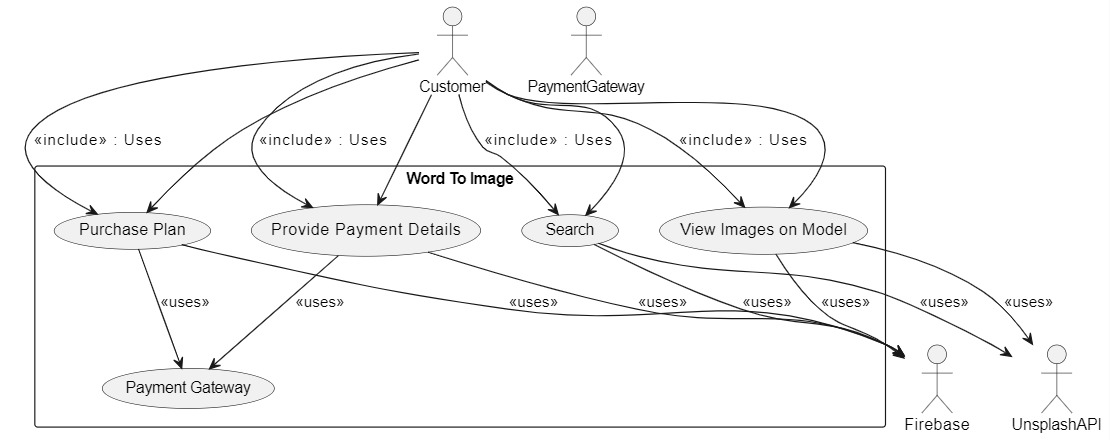 Customer
PaymentGateway
«include» : Uses
«include» : Uses
«include» : Uses
«include» : Uses
Word To Image
Purchase Plan
Provide Payment Details
Search
View Images on Model
«uses»
«uses»
«uses»
«uses»
«uses»
«uses»
«uses»
«uses»
Payment Gateway
Firebase
UnsplashAPI